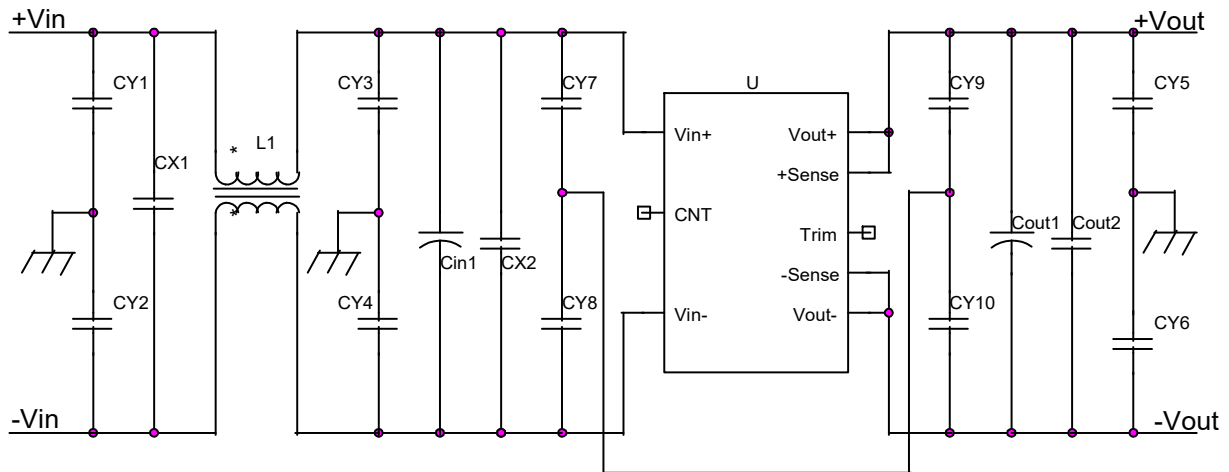 +Vin
+Vout
CY1
CY3
CY7
U
CY9
CY5
L1
*
Vin+
Vout+
CX1
+Sense
*
CNT
Trim
Cout1
Cout2
Cin1
CX2
-Sense
CY2
CY4
CY8
Vin-
Vout-
CY10
CY6
-Vin
-Vout